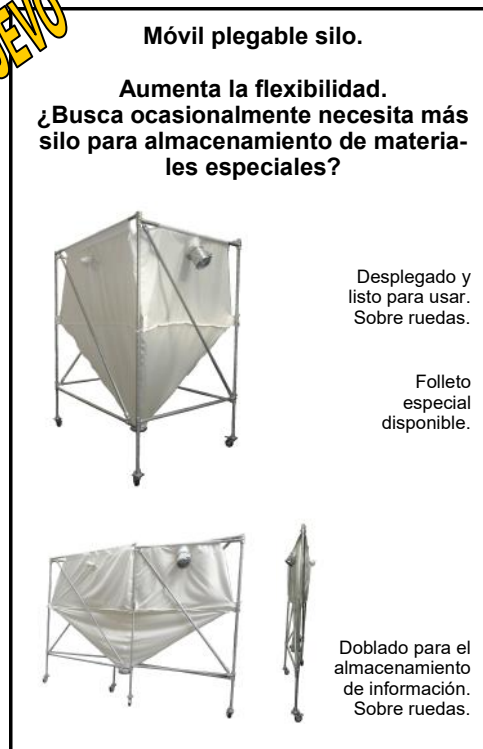 Móvil plegable silo.
Aumenta la flexibilidad.
¿Busca ocasionalmente necesita más
silo para almacenamiento de materia-
les especiales?
Desplegado y
listo para usar.
Sobre ruedas.
Folleto
especial
disponible.
Doblado para el
almacenamiento
de información.
Sobre ruedas.